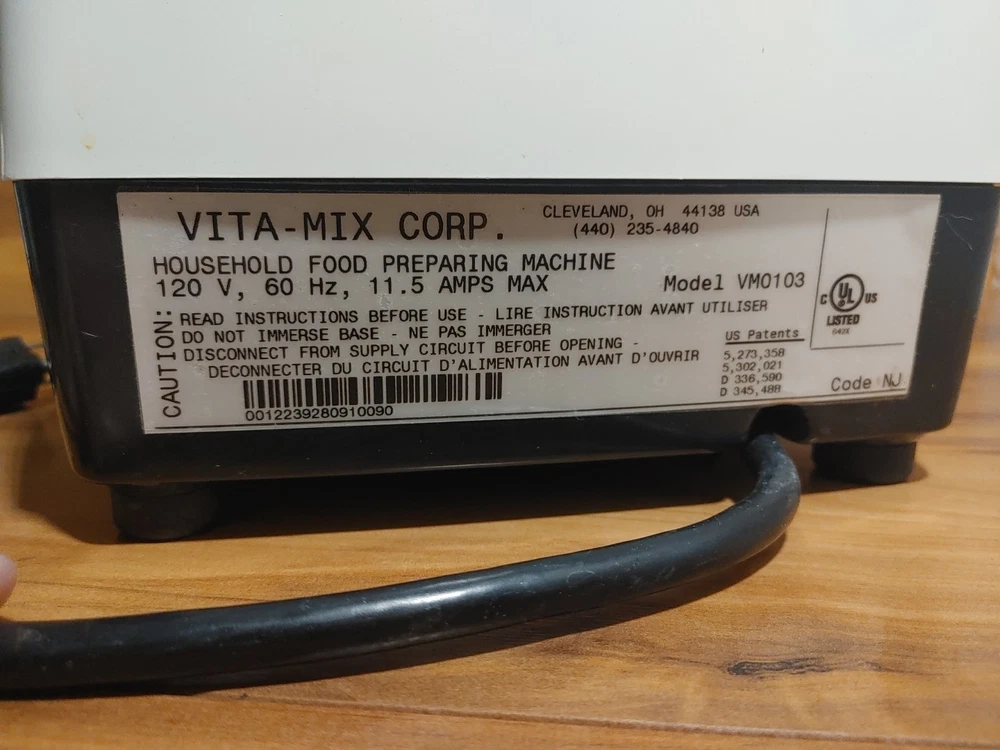 VITA-MIX CORP.
CLEVELAND, OH 44138 USA
(440) 235-4840
HOUSEHOLD FOOD PREPARING MACHINE
120 V, 60 Hz, 11.5 AMPS MAX
Model VM0103
CAUTION:
READ INSTRUCTIONS BEFORE USE - LIRE INSTRUCTION AVANT UTILISER
DO NOT IMMERSE BASE - NE PAS IMMERGER
DISCONNECT FROM SUPPLY CIRCUIT BEFORE OPENING -
DECONNECTER DU CIRCUIT D'ALIMENTATION AVANT D'OUVRIR
0012239280910090
US Patents
5,273,358
5,302,021
D 336,590
D 345,488
C UL US
LISTED
Code NJ